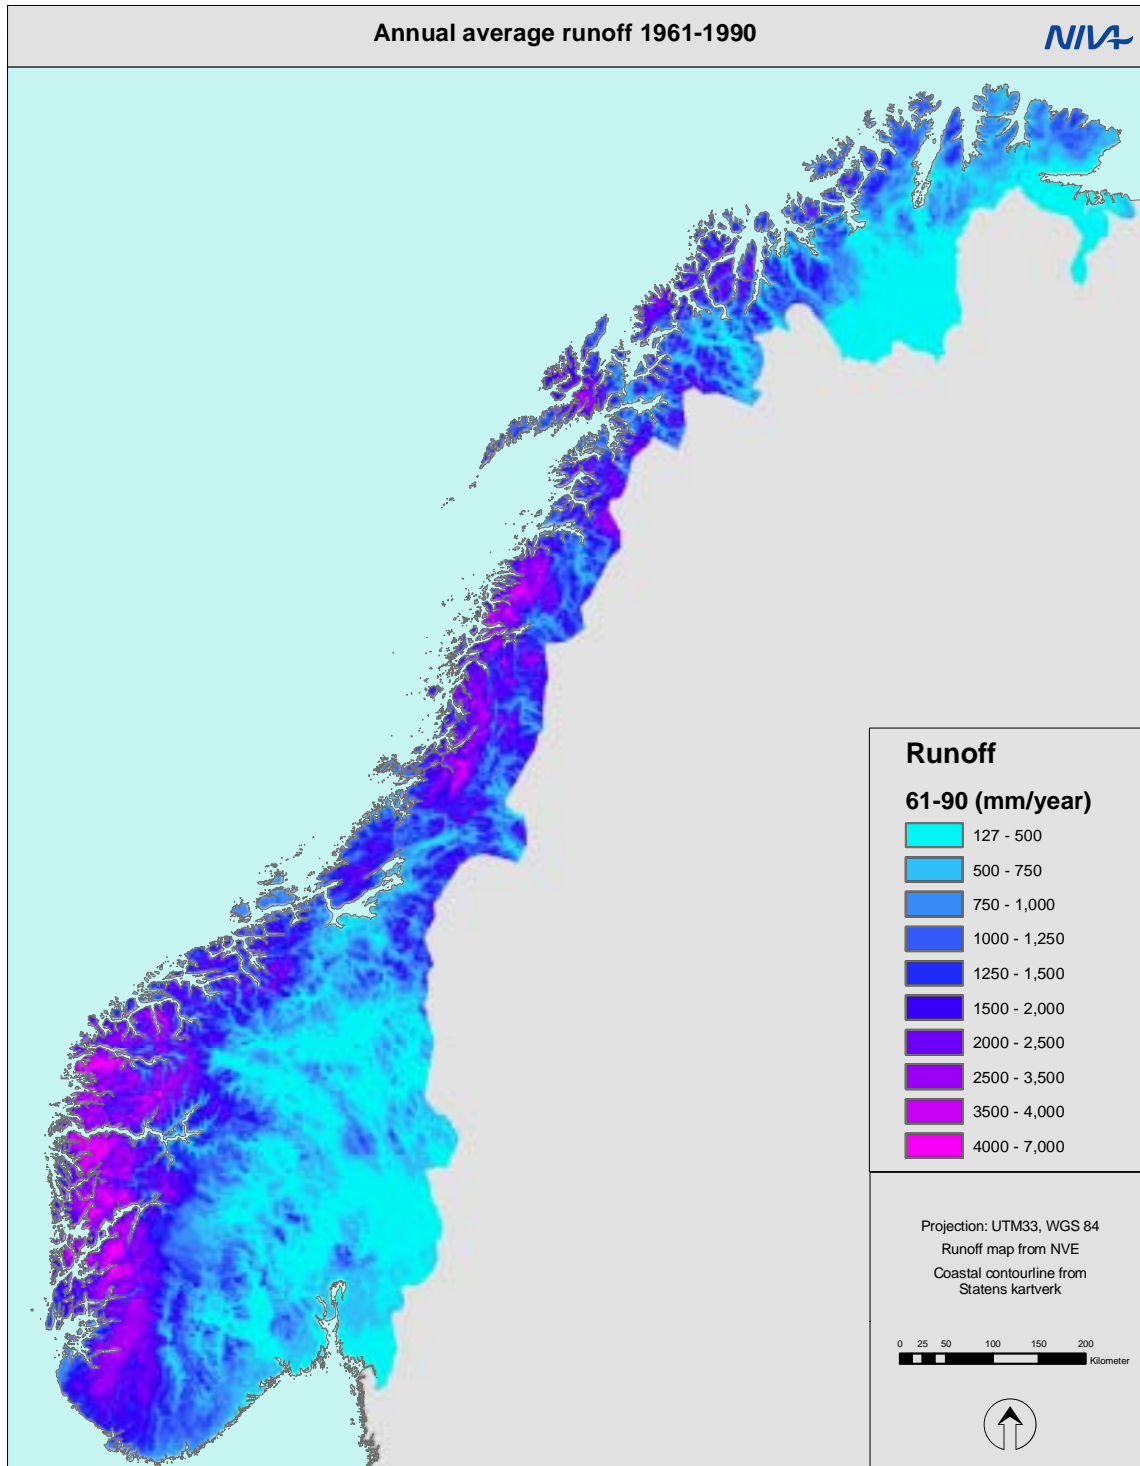 Annual average runoff 1961-1990
NIVA
Runoff
61-90 (mm/year)
127 - 500
500 - 750
750 - 1,000
1000 - 1,250
1250 - 1,500
1500 - 2,000
2000 - 2,500
2500 - 3,500
3500 - 4,000
4000 - 7,000
Projection: UTM33, WGS 84
Runoff map from NVE
Coastal contourline from
Statens kartverk
0 25 50 100 150 200
Kilometer